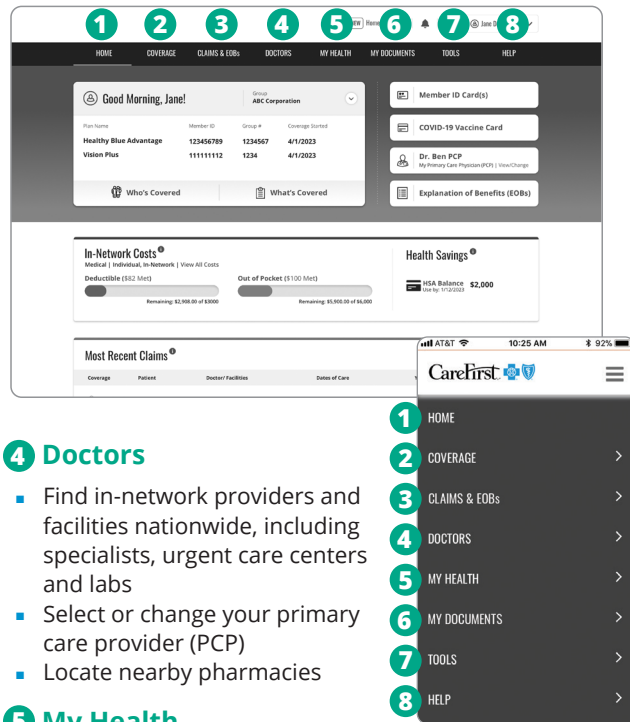 1 2 3 4 5 6 7 8
NEW Home Jane D
HOME COVERAGE CLAIMS & EOBs DOCTORS MY HEALTH MY DOCUMENTS TOOLS HELP
Good Morning, Jane!
Group
ABC Corporation
Plan Name Member ID Group # Coverage Started
Healthy Blue Advantage 123456789 1234567 4/1/2023
Vision Plus 111111112 1234 4/1/2023
Who's Covered What's Covered
Member ID Card(s)
COVID-19 Vaccine Card
Dr. Ben PCP
My Primary Care Physician (PCP) | View/Change
Explanation of Benefits (EOBs)
In-Network Costs
Medical | Individual, In-Network | View All Costs
Deductible ($82 Met) Out of Pocket ($100 Met)
Remaining: $2,908.00 of $3000 Remaining: $5,900.00 of $6,000
Health Savings
HSA Balance $2,000
Use by: 1/12/2023
Most Recent Claims
Coverage Patient Doctor/ Facilities Dates of Care
AT&T 10:25 AM 92%
CareFirst
1 HOME
2 COVERAGE
3 CLAIMS & EOBs
4 DOCTORS
5 MY HEALTH
6 MY DOCUMENTS
7 TOOLS
8 HELP
4 Doctors
▪ Find in-network providers and
facilities nationwide, including
specialists, urgent care centers
and labs
▪ Select or change your primary
care provider (PCP)
▪ Locate nearby pharmacies
5 My Health